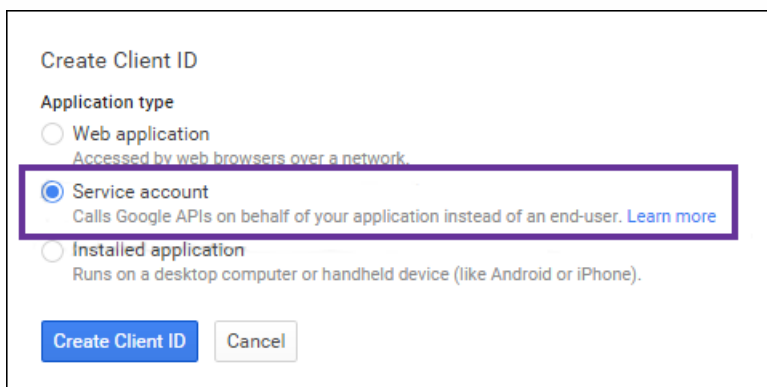 Create Client ID
Application type
Web application
Accessed by web browsers over a network.
Service account
Calls Google APIs on behalf of your application instead of an end-user. Learn more
Installed application
Runs on a desktop computer or handheld device (like Android or iPhone).
Create Client ID Cancel